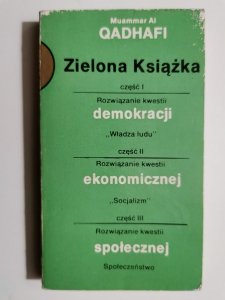 Muammar Al
QADHAFI
Zielona Książka
część I
Rozwiązanie kwestii
demokracji
„Władza ludu"
część II
Rozwiązanie kwestii
ekonomicznej
„Socjalizm"
część III
Rozwiązanie kwestii
społecznej
Społeczeństwo